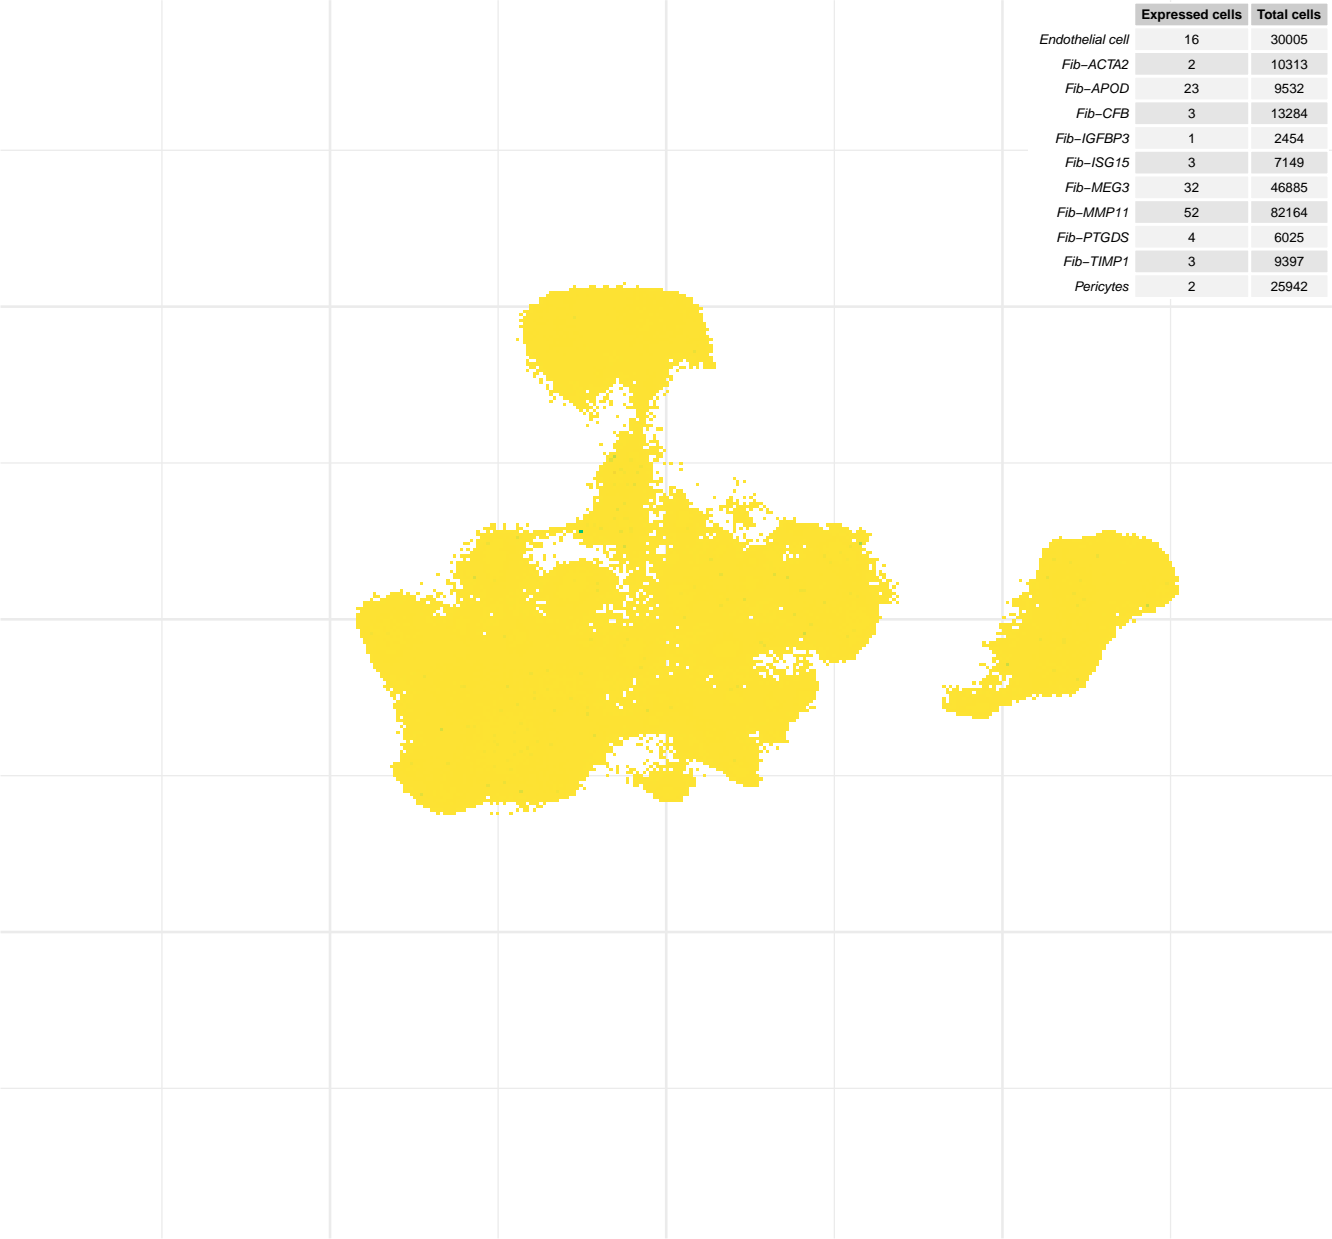 Expressed cells Total cells
Endothelial cell 16 30005
Fib−ACTA2 2 10313
Fib−APOD 23 9532
Fib−CFB 3 13284
Fib−IGFBP3 1 2454
Fib−ISG15 3 7149
Fib−MEG3 32 46885
Fib−MMP11 52 82164
Fib−PTGDS 4 6025
Fib−TIMP1 3 9397
Pericytes 2 25942